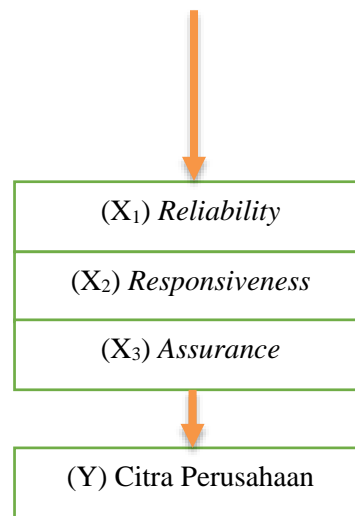 (X₁) Reliability
(X₂) Responsiveness
(X₃) Assurance
(Y) Citra Perusahaan